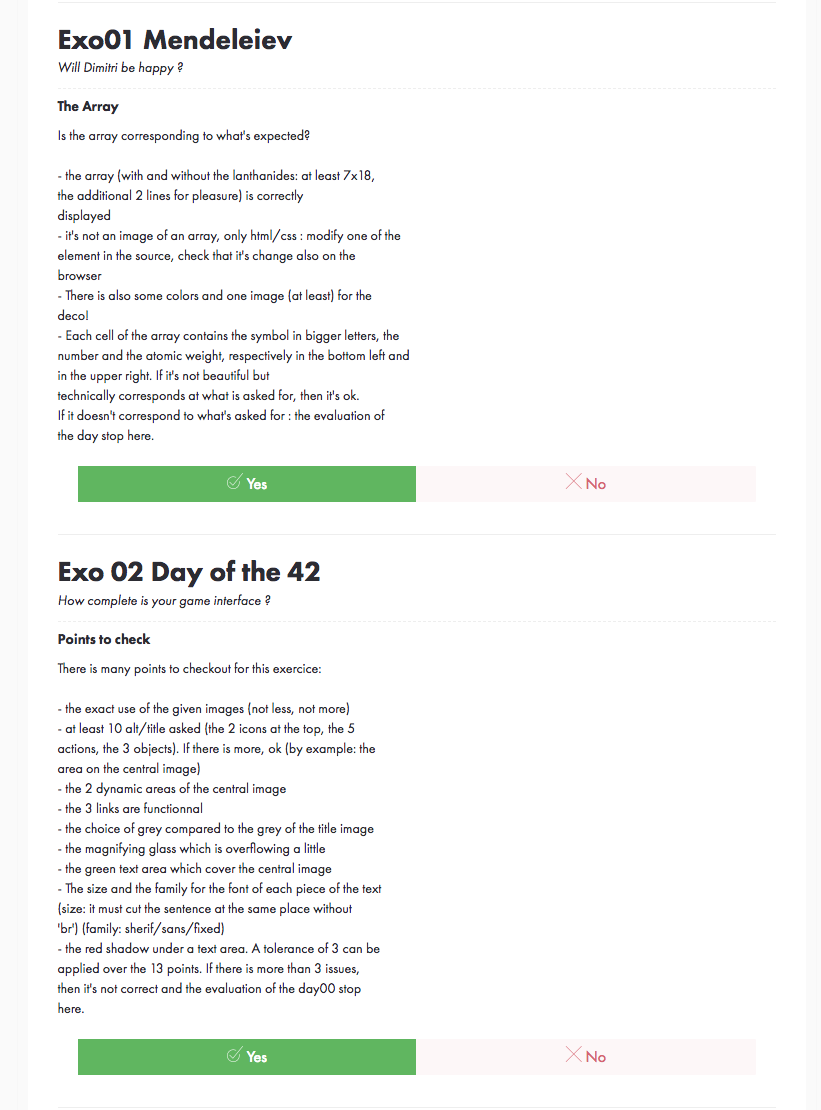 Exo01 Mendeleiev
Will Dimitri be happy ?
The Array
Is the array corresponding to what's expected?
- the array (with and without the lanthanides: at least 7x18,
the additional 2 lines for pleasure) is correctly
displayed
- it's not an image of an array, only html/css : modify one of the
element in the source, check that it's change also on the
browser
- There is also some colors and one image (at least) for the
deco!
- Each cell of the array contains the symbol in bigger letters, the
number and the atomic weight, respectively in the bottom left and
in the upper right. If it's not beautiful but
technically corresponds at what is asked for, then it's ok.
If it doesn't correspond to what's asked for : the evaluation of
the day stop here.
Yes No
Exo 02 Day of the 42
How complete is your game interface ?
Points to check
There is many points to checkout for this exercice:
- the exact use of the given images (not less, not more)
- at least 10 alt/title asked (the 2 icons at the top, the 5
actions, the 3 objects). If there is more, ok (by example: the
area on the central image)
- the 2 dynamic areas of the central image
- the 3 links are functionnal
- the choice of grey compared to the grey of the title image
- the magnifying glass which is overflowing a little
- the green text area which cover the central image
- The size and the family for the font of each piece of the text
(size: it must cut the sentence at the same place without
'br') (family: sherif/sans/fixed)
- the red shadow under a text area. A tolerance of 3 can be
applied over the 13 points. If there is more than 3 issues,
then it's not correct and the evaluation of the day00 stop
here.
Yes No